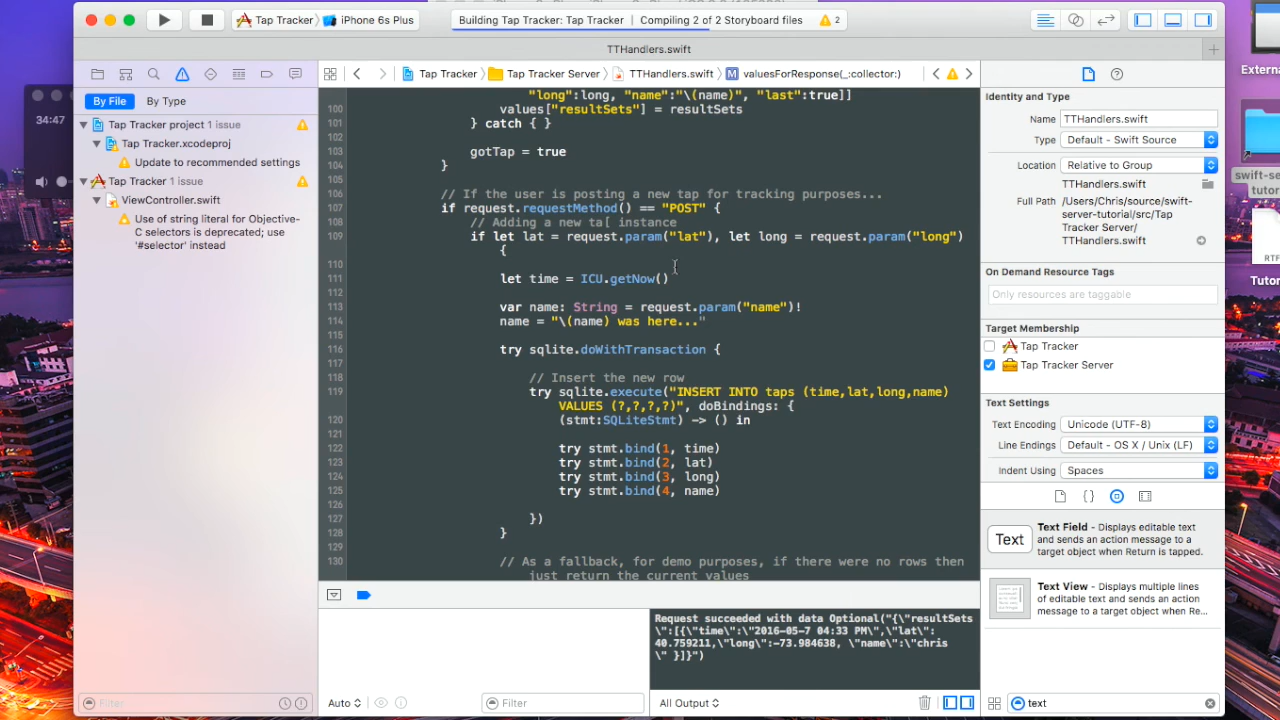 Tap Tracker
iPhone 6s Plus
Building Tap Tracker: Tap Tracker | Compiling 2 of 2 Storyboard files
2
TTHandlers.swift
Tap Tracker
Tap Tracker Server
TTHandlers.swift
M valuesForResponse(_:collector:)
34:47
By File
By Type
Tap Tracker project 1 issue
Tap Tracker.xcodeproj
Update to recommended settings
Tap Tracker 1 issue
ViewController.swift
Use of string literal for Objective-
C selectors is deprecated; use
'#selector' instead
Filter
"long":long, "name":"\(name)", "last":true]]
100 values["resultSets"] = resultSets
101 } catch { }
102
103 gotTap = true
104 }
105
106 // If the user is posting a new tap for tracking purposes...
107 if request.requestMethod() == "POST" {
108 // Adding a new ta[ instance
109 if let lat = request.param("lat"), let long = request.param("long")
{
110
111 let time = ICU.getNow()
112
113 var name: String = request.param("name")!
114 name = "\(name) was here..."
115
116 try sqlite.doWithTransaction {
117
118 // Insert the new row
119 try sqlite.execute("INSERT INTO taps (time,lat,long,name)
VALUES (?,?,?,?)", doBindings: {
120 (stmt:SQLiteStmt) -> () in
121
122 try stmt.bind(1, time)
123 try stmt.bind(2, lat)
124 try stmt.bind(3, long)
125 try stmt.bind(4, name)
126
127 })
128 }
129
130 // As a fallback, for demo purposes, if there were no rows then
just return the current values
Request succeeded with data Optional("{\"resultSets
\":[{\"time\":\"2016-05-7 04:33 PM\",\"lat\":
40.759211,\"long\":-73.984638, \"name\":\"chris
\" }]}")
Auto
Filter
All Output
Identity and Type
Name TTHandlers.swift
Type Default - Swift Source
Location Relative to Group
TTHandlers.swift
Full Path /Users/Chris/source/swift-
server-tutorial/src/Tap
Tracker Server/
TTHandlers.swift
On Demand Resource Tags
Only resources are taggable
Target Membership
Tap Tracker
Tap Tracker Server
Text Settings
Text Encoding Unicode (UTF-8)
Line Endings Default - OS X / Unix (LF)
Indent Using Spaces
{ }
Text
Text Field - Displays editable text
and sends an action message to a
target object when Return is tapped.
Text View - Displays multiple lines
of editable text and sends an action
message to a target object when Re...
text
Externa
swift-se
tutorial
RTF
Tutor